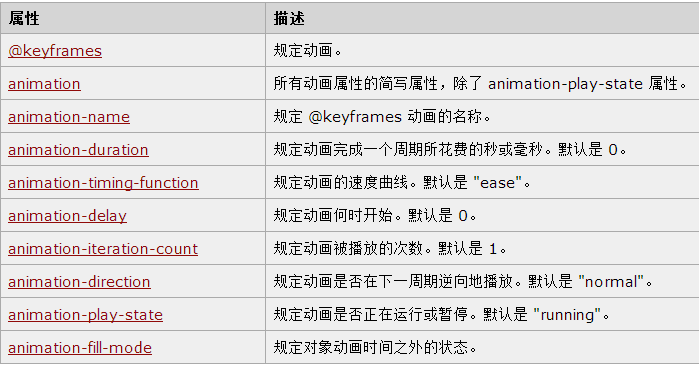 属性 描述
@keyframes 规定动画。
animation 所有动画属性的简写属性，除了 animation-play-state 属性。
animation-name 规定 @keyframes 动画的名称。
animation-duration 规定动画完成一个周期所花费的秒或毫秒。默认是 0。
animation-timing-function 规定动画的速度曲线。默认是 "ease"。
animation-delay 规定动画何时开始。默认是 0。
animation-iteration-count 规定动画被播放的次数。默认是 1。
animation-direction 规定动画是否在下一周期逆向地播放。默认是 "normal"。
animation-play-state 规定动画是否正在运行或暂停。默认是 "running"。
animation-fill-mode 规定对象动画时间之外的状态。